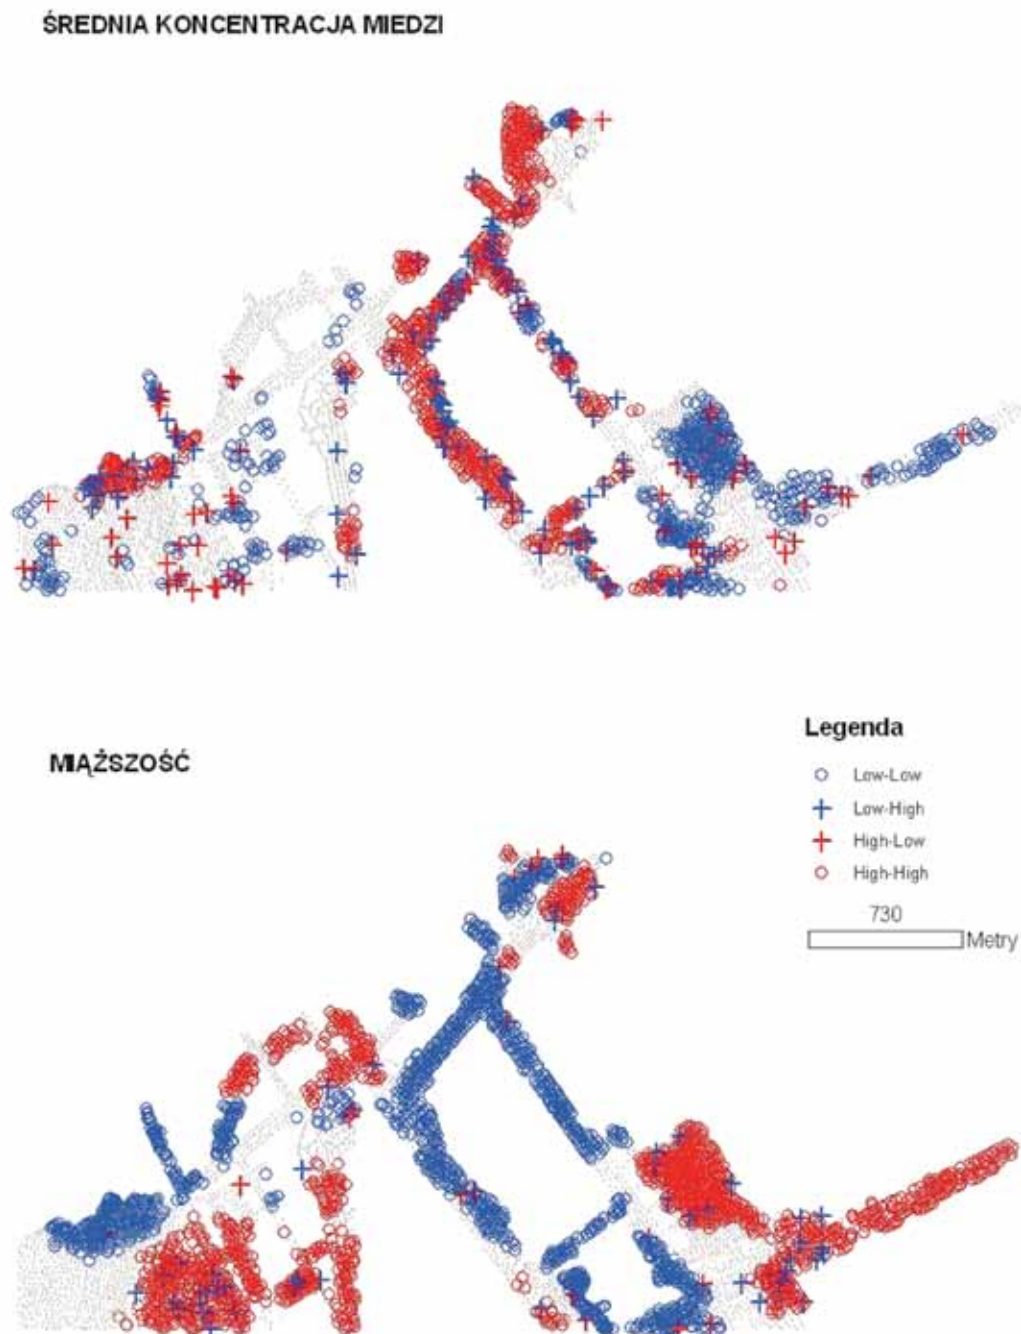 ŚREDNIA KONCENTRACJA MIEDZI
Legenda
MIĄŻSZOŚĆ
Low-Low
Low-High
High-Low
High-High
730
Metry